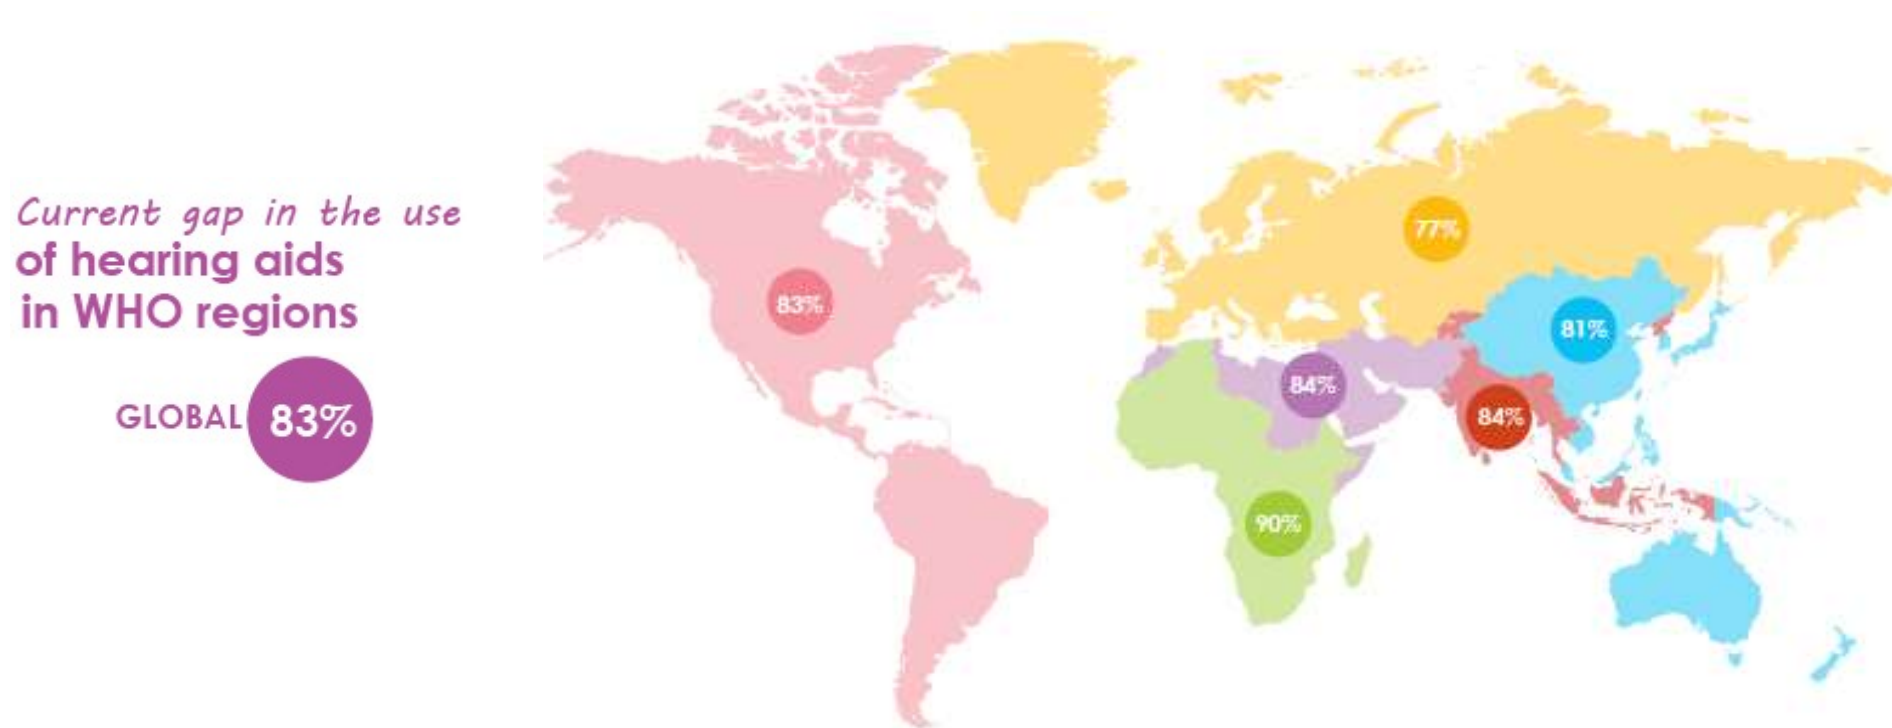 Current gap in the use
of hearing aids
in WHO regions
GLOBAL 83%
77%
83%
81%
84%
84%
90%